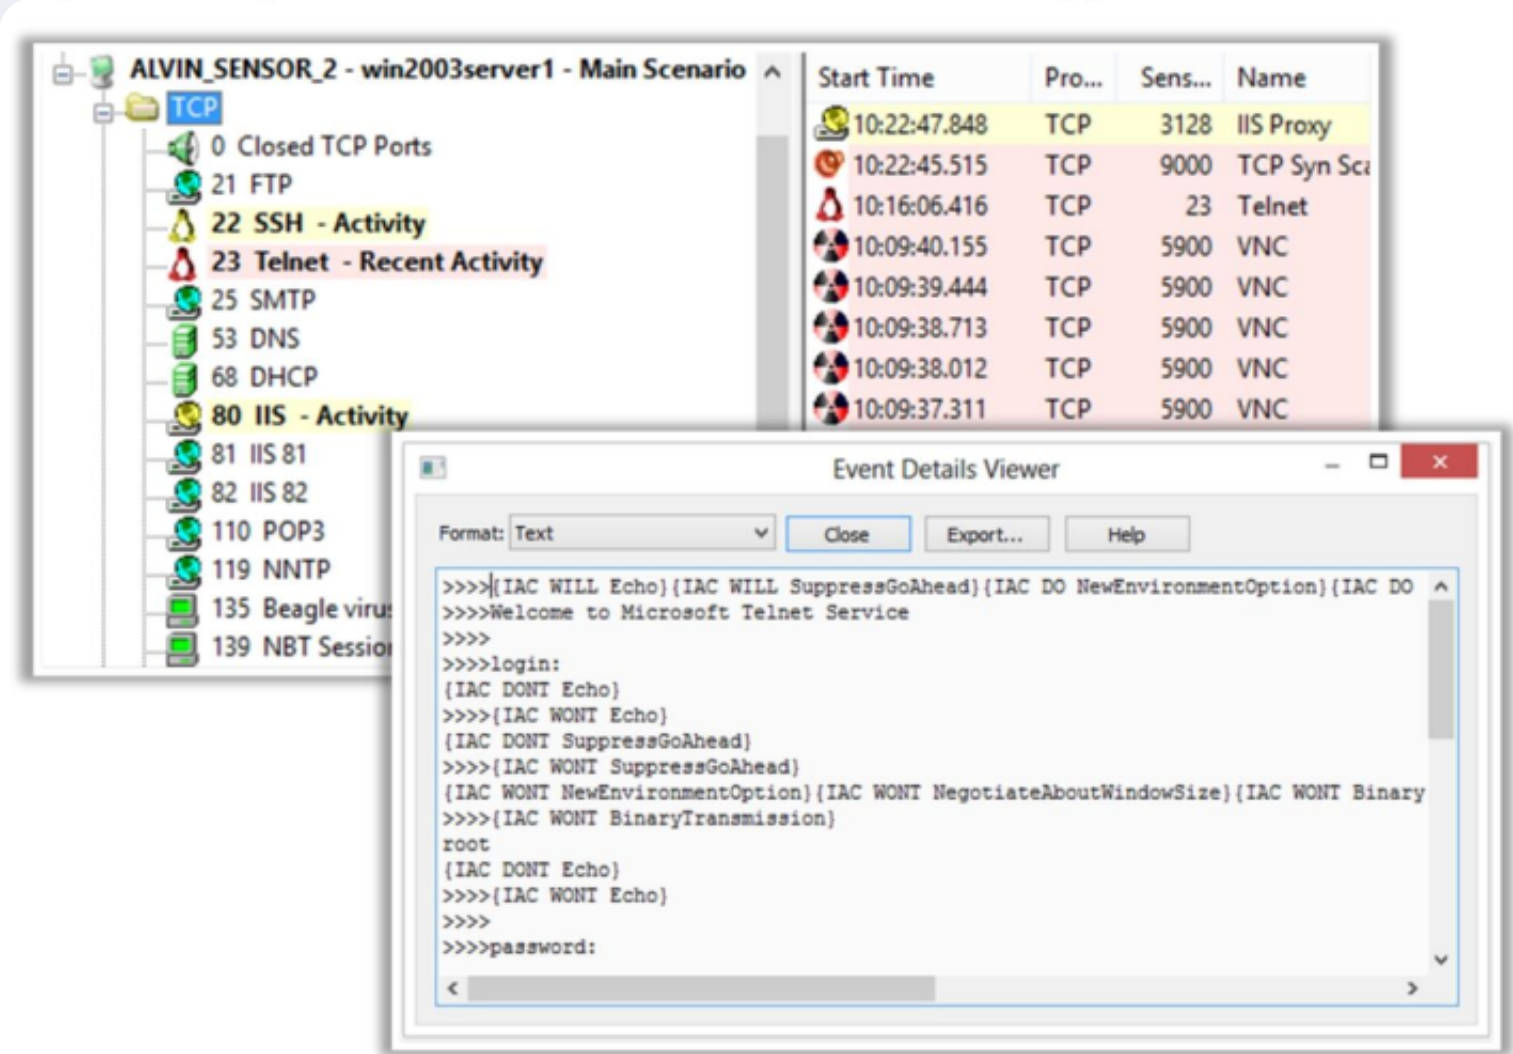 ALVIN_SENSOR_2 - win2003server1 - Main Scenario
TCP
0 Closed TCP Ports
21 FTP
22 SSH - Activity
23 Telnet - Recent Activity
25 SMTP
53 DNS
68 DHCP
80 IIS - Activity
81 IIS 81
82 IIS 82
110 POP3
119 NNTP
135 Beagle viru
139 NBT Session
Start Time Pro... Sens... Name
10:22:47.848 TCP 3128 IIS Proxy
10:22:45.515 TCP 9000 TCP Syn Sca
10:16:06.416 TCP 23 Telnet
10:09:40.155 TCP 5900 VNC
10:09:39.444 TCP 5900 VNC
10:09:38.713 TCP 5900 VNC
10:09:38.012 TCP 5900 VNC
10:09:37.311 TCP 5900 VNC
Event Details Viewer
Format: Text Close Export... Help
>>>>{IAC WILL Echo}{IAC WILL SuppressGoAhead}{IAC DO NewEnvironmentOption}{IAC DO
>>>>Welcome to Microsoft Telnet Service
>>>>
>>>>login:
{IAC DONT Echo}
>>>>{IAC WONT Echo}
{IAC DONT SuppressGoAhead}
>>>>{IAC WONT SuppressGoAhead}
{IAC WONT NewEnvironmentOption}{IAC WONT NegotiateAboutWindowSize}{IAC WONT Binary
>>>>{IAC WONT BinaryTransmission}
root
{IAC DONT Echo}
>>>>{IAC WONT Echo}
>>>>
>>>>password: